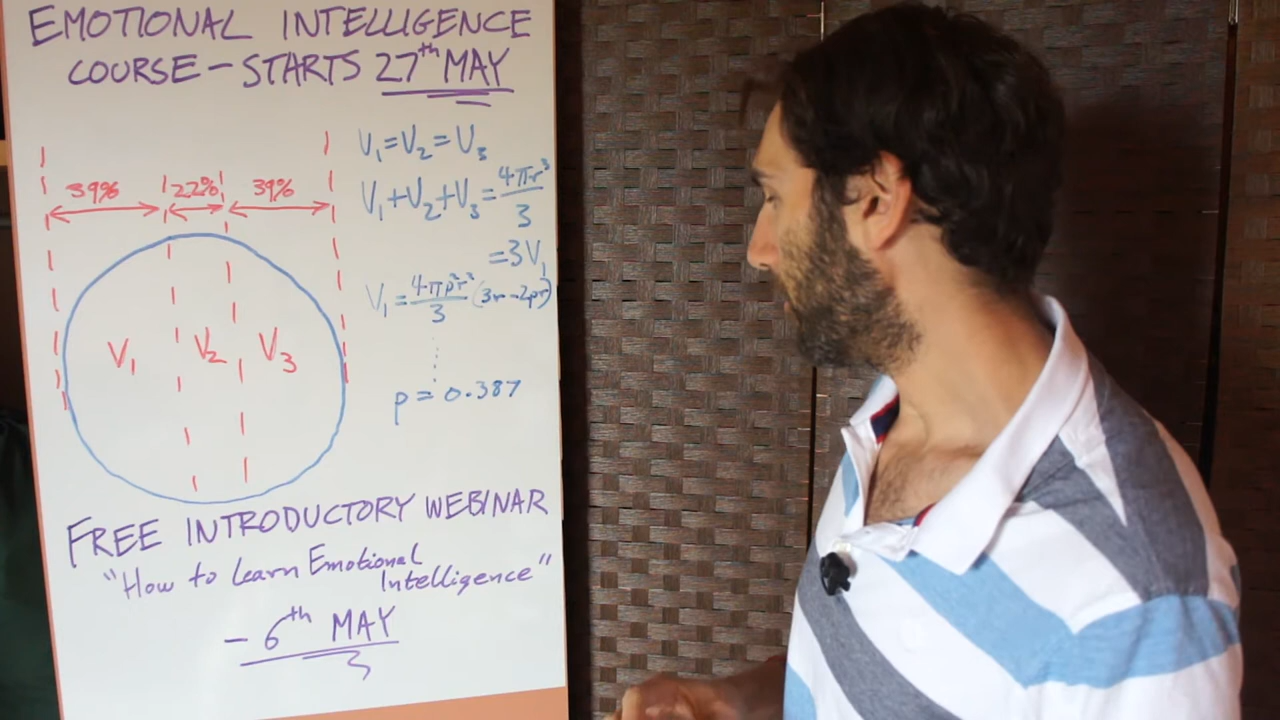 EMOTIONAL INTELLIGENCE
COURSE – STARTS 27th MAY
39% 22% 39%
V₁ = V₂ = V₃
V₁+V₂+V₃ = 4πr³/3
= 3V₁
V₁ = 4πp²r²/3 (3r-2pr)
p = 0.387
V₁ V₂ V₃
FREE INTRODUCTORY WEBINAR
"How to Learn Emotional
Intelligence"
- 6th MAY